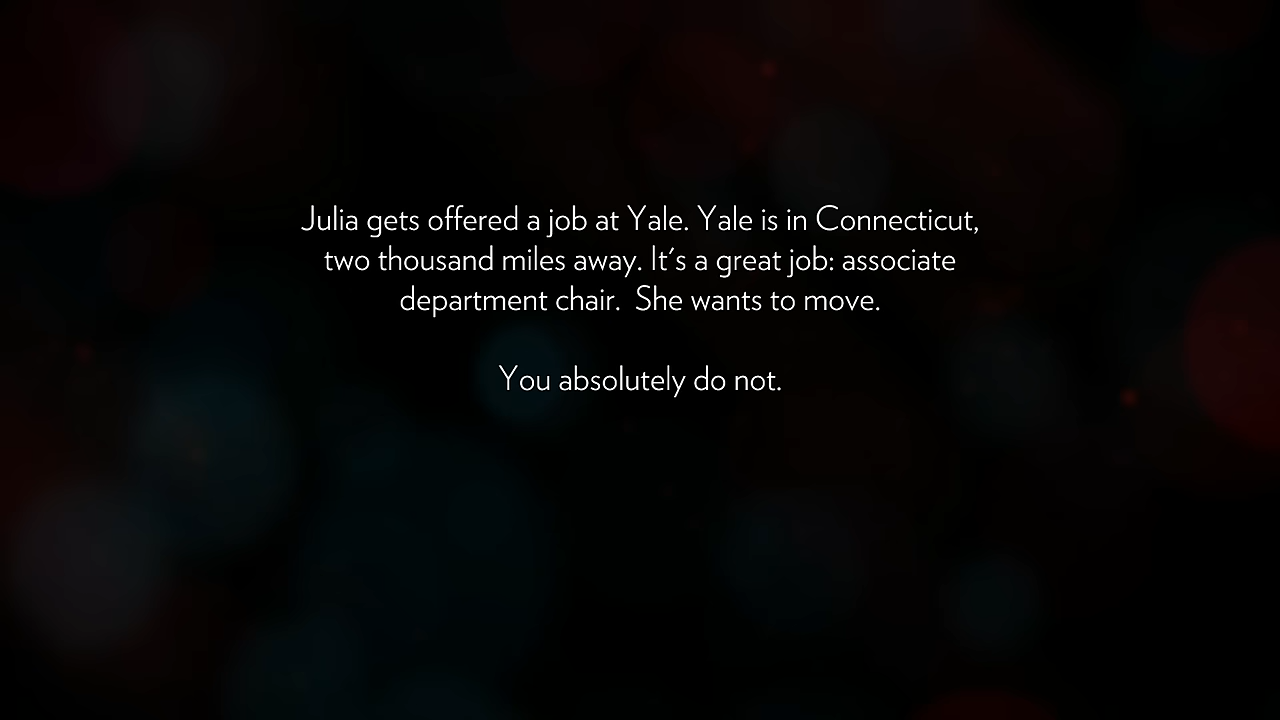 Julia gets offered a job at Yale. Yale is in Connecticut,
two thousand miles away. It's a great job: associate
department chair.  She wants to move.
You absolutely do not.